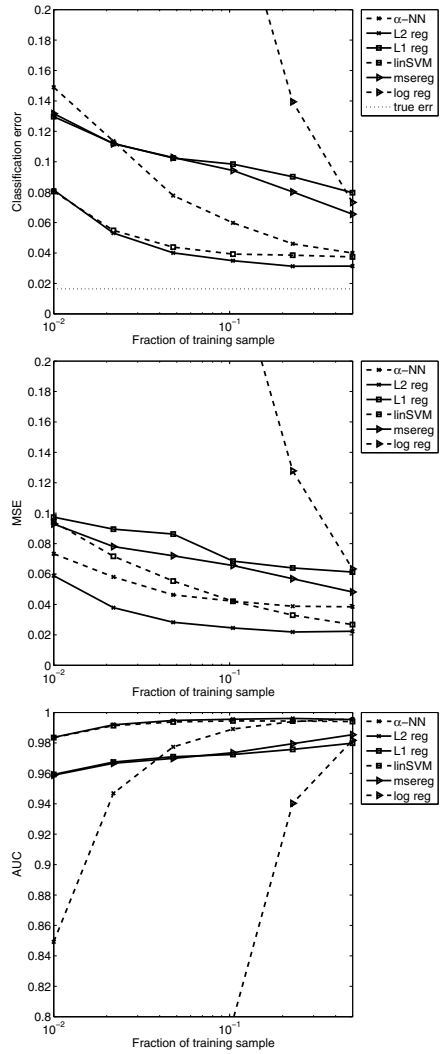 0.2
0.18
0.16
0.14
0.12
0.1
0.08
0.06
0.04
0.02
0
Classification error
10⁻²
10⁻¹
Fraction of training sample
α−NN
L2 reg
L1 reg
linSVM
msereg
log reg
true err
0.2
0.18
0.16
0.14
0.12
0.1
0.08
0.06
0.04
0.02
0
MSE
10⁻²
10⁻¹
Fraction of training sample
α−NN
L2 reg
L1 reg
linSVM
msereg
log reg
1
0.98
0.96
0.94
0.92
0.9
0.88
0.86
0.84
0.82
0.8
AUC
10⁻²
10⁻¹
Fraction of training sample
α−NN
L2 reg
L1 reg
linSVM
msereg
log reg